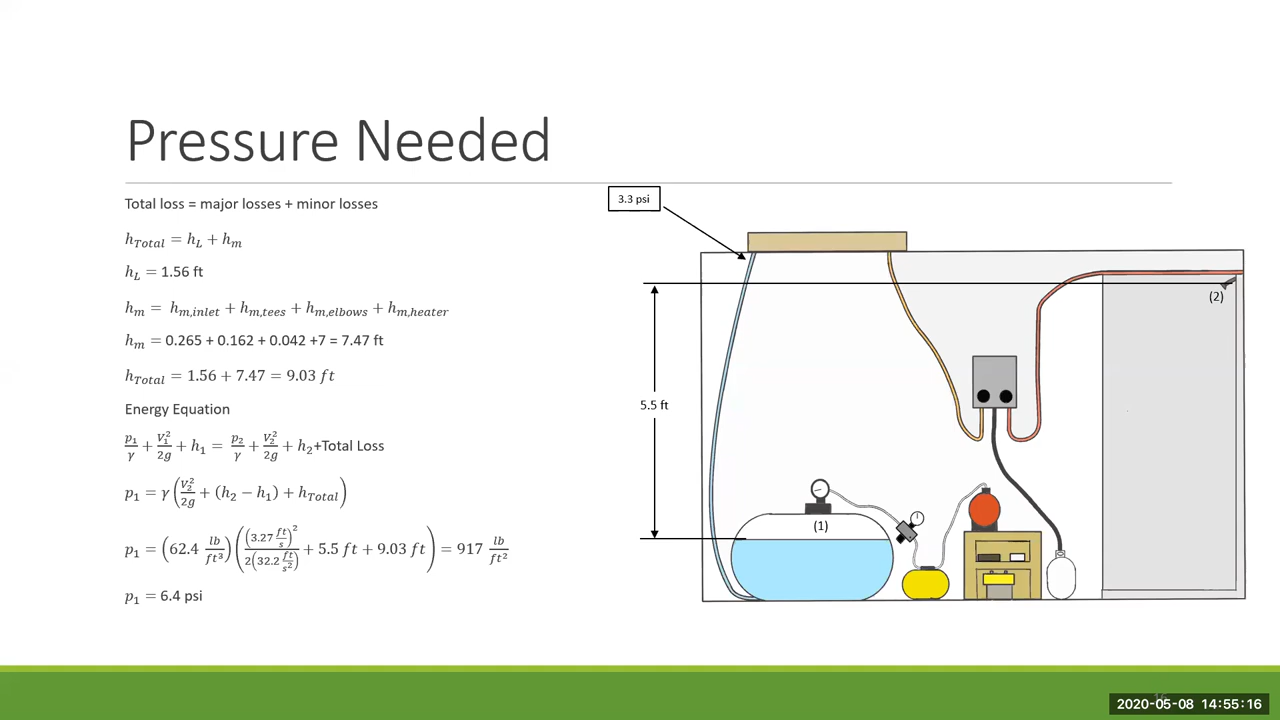 Pressure Needed
Total loss = major losses + minor losses
h_Total = h_L + h_m
h_L = 1.56 ft
h_m = h_m,inlet + h_m,tees + h_m,elbows + h_m,heater
h_m = 0.265 + 0.162 + 0.042 +7 = 7.47 ft
h_Total = 1.56 + 7.47 = 9.03 ft
Energy Equation
p₁/γ + V₁²/2g + h₁ = p₂/γ + V₂²/2g + h₂+Total Loss
p₁ = γ(V₂²/2g + (h₂ − h₁) + h_Total)
p₁ = (62.4 lb/ft³)((3.27 ft/s)²/2(32.2 ft/s²) + 5.5 ft + 9.03 ft) = 917 lb/ft²
p₁ = 6.4 psi
3.3 psi
(2)
5.5 ft
(1)
2020-05-08 14:55:16